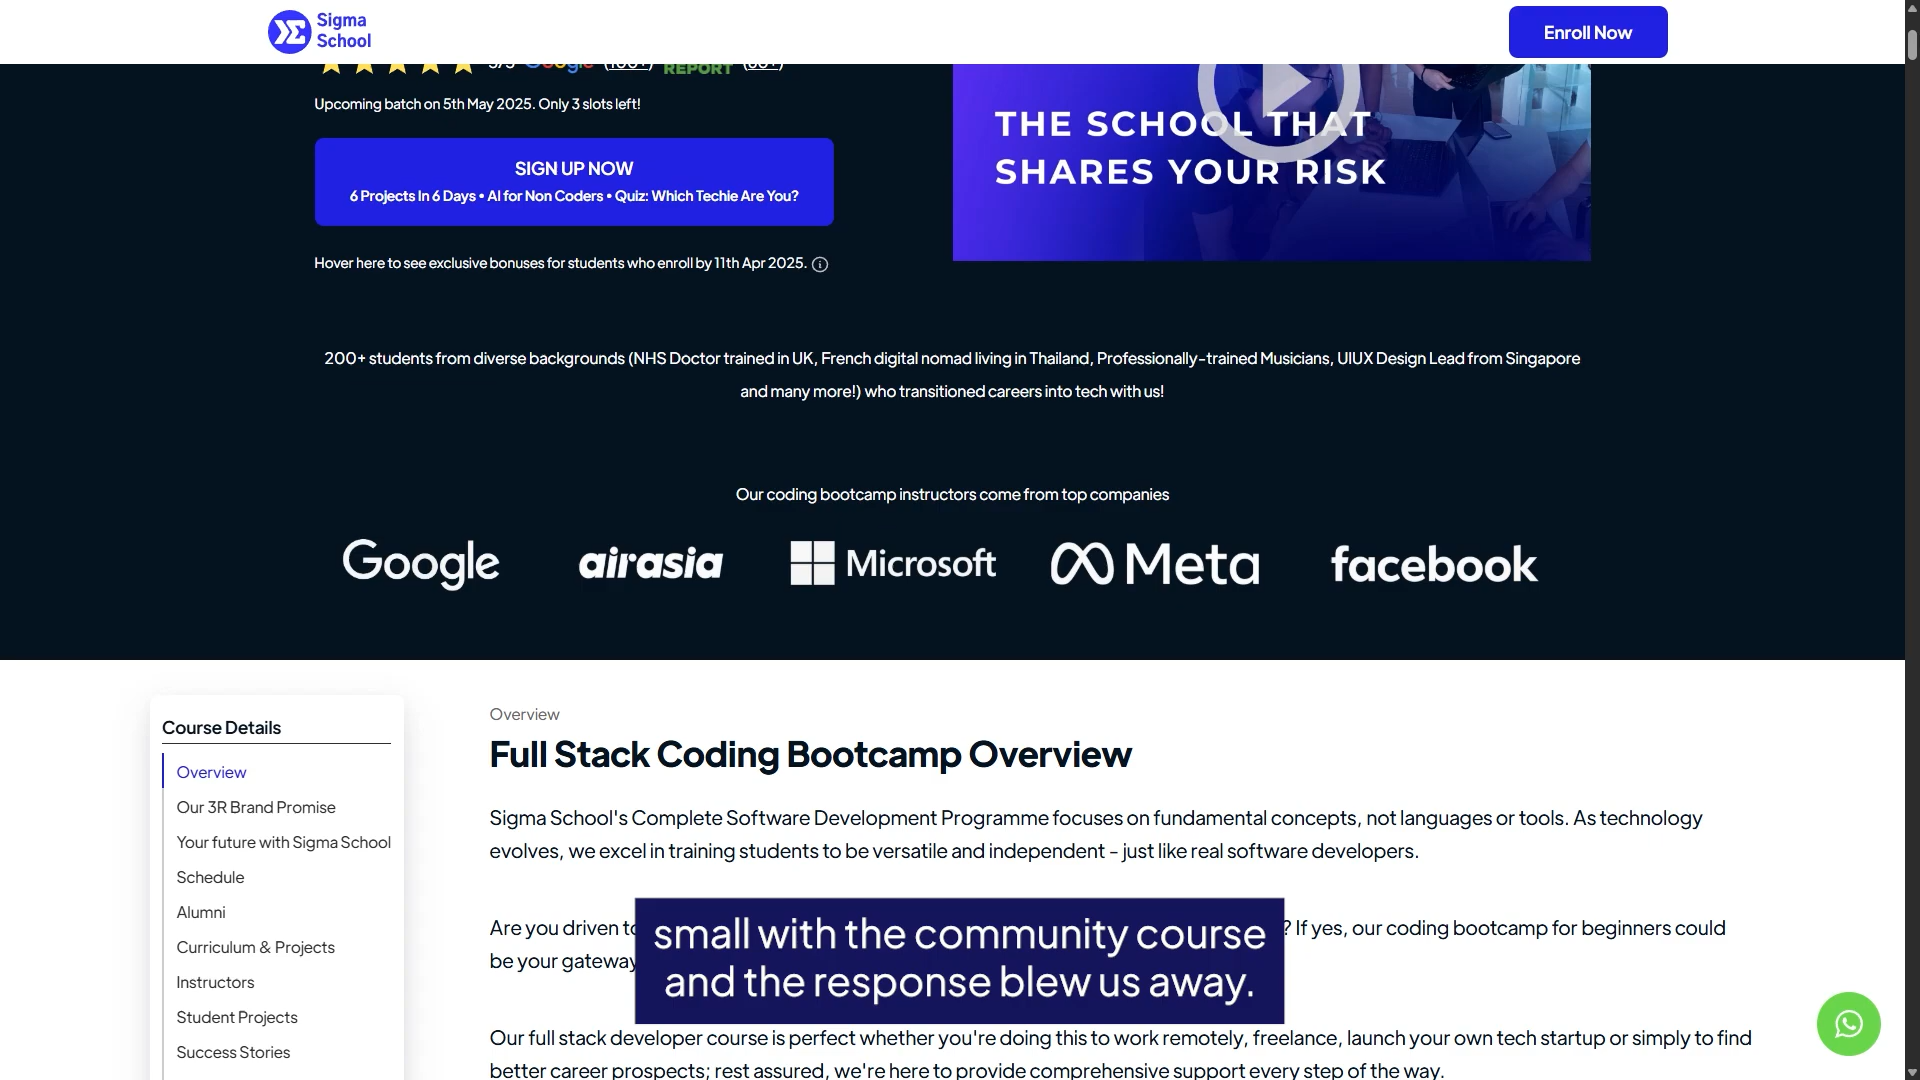 Sigma
School
Enroll Now
Upcoming batch on 5th May 2025. Only 3 slots left!
SIGN UP NOW
6 Projects In 6 Days • AI for Non Coders • Quiz: Which Techie Are You?
Hover here to see exclusive bonuses for students who enroll by 11th Apr 2025.
THE SCHOOL THAT
SHARES YOUR RISK
200+ students from diverse backgrounds (NHS Doctor trained in UK, French digital nomad living in Thailand, Professionally-trained Musicians, UIUX Design Lead from Singapore
and many more!) who transitioned careers into tech with us!
Our coding bootcamp instructors come from top companies
Google airasia Microsoft Meta facebook
Course Details
Overview
Our 3R Brand Promise
Your future with Sigma School
Schedule
Alumni
Curriculum & Projects
Instructors
Student Projects
Success Stories
Overview
Full Stack Coding Bootcamp Overview
Sigma School's Complete Software Development Programme focuses on fundamental concepts, not languages or tools. As technology
evolves, we excel in training students to be versatile and independent - just like real software developers.
Are you driven ? If yes, our coding bootcamp for beginners could
be your gateway
small with the community course
and the response blew us away.
Our full stack developer course is perfect whether you're doing this to work remotely, freelance, launch your own tech startup or simply to find
better career prospects; rest assured, we're here to provide comprehensive support every step of the way.